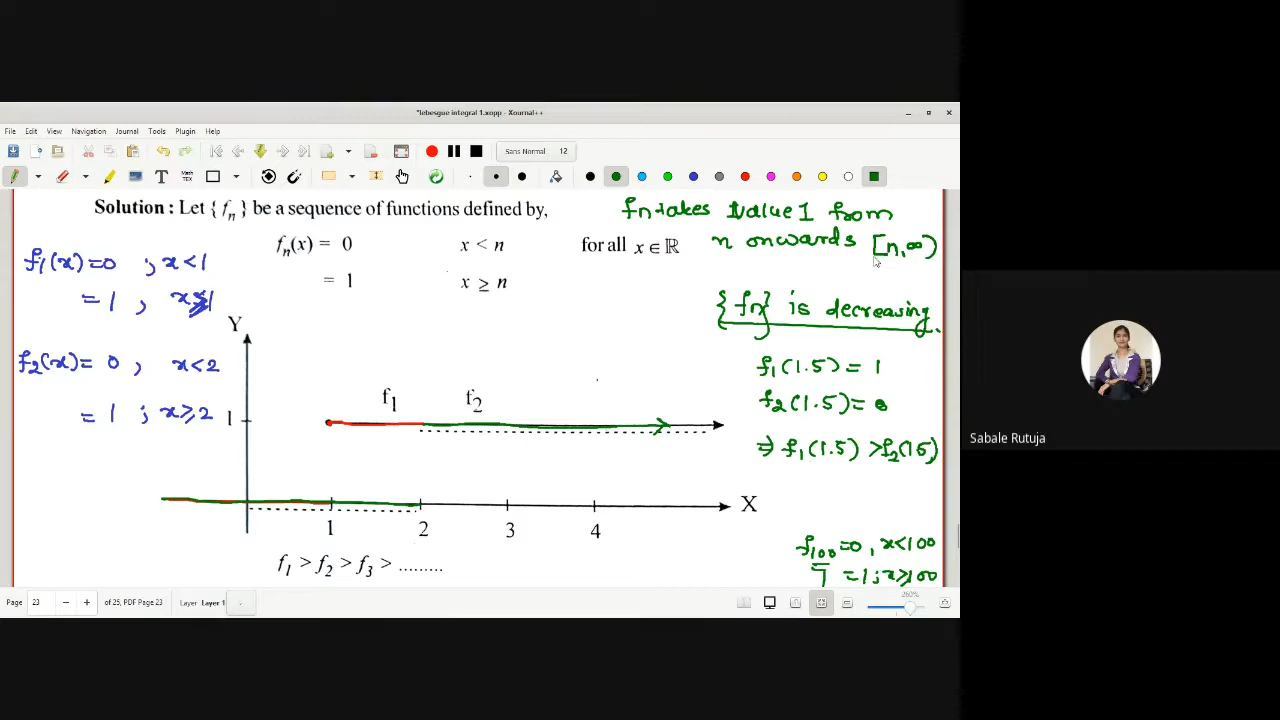 *lebesgue integral 1.xopp - Xournal++
File Edit View Navigation Journal Tools Plugin Help
Math TEX
Sans Normal 12
Solution : Let { fn } be a sequence of functions defined by,
fn(x) = 0 x < n for all x ∈ ℝ
= 1 x ≥ n
fn takes value 1 from
n onwards [n,∞)
f1(x)=0 ; x<1
= 1 , x≥1
f2(x)= 0 , x<2
= 1 ; x≥2
{fn} is decreasing.
f1(1.5)= 1
f2(1.5)= 0
⇒ f1(1.5) >f2(15)
Y
f1 f2
1
X
1 2 3 4
f1 > f2 > f3 > .........
f100=0, x<100
=1; x≥100
Page 23 of 25, PDF Page 23 Layer Layer 1
260%
Sabale Rutuja